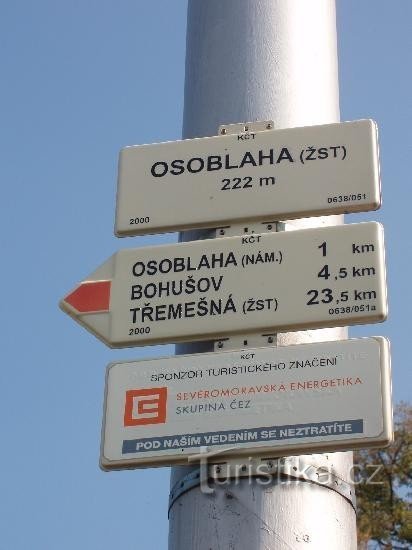 KČT
OSOBLAHA (ŽST)
222 m
2000
0638/051
KČT
OSOBLAHA (NÁM.) 1 km
BOHUŠOV 4,5 km
TŘEMEŠNÁ (ŽST) 23,5 km
2000
0638/051a
KČT
SPONZOR TURISTICKÉHO ZNAČENÍ
SEVEROMORAVSKÁ ENERGETIKA
SKUPINA ČEZ
POD NAŠÍM VEDENÍM SE NEZTRATÍTE
turistika.cz